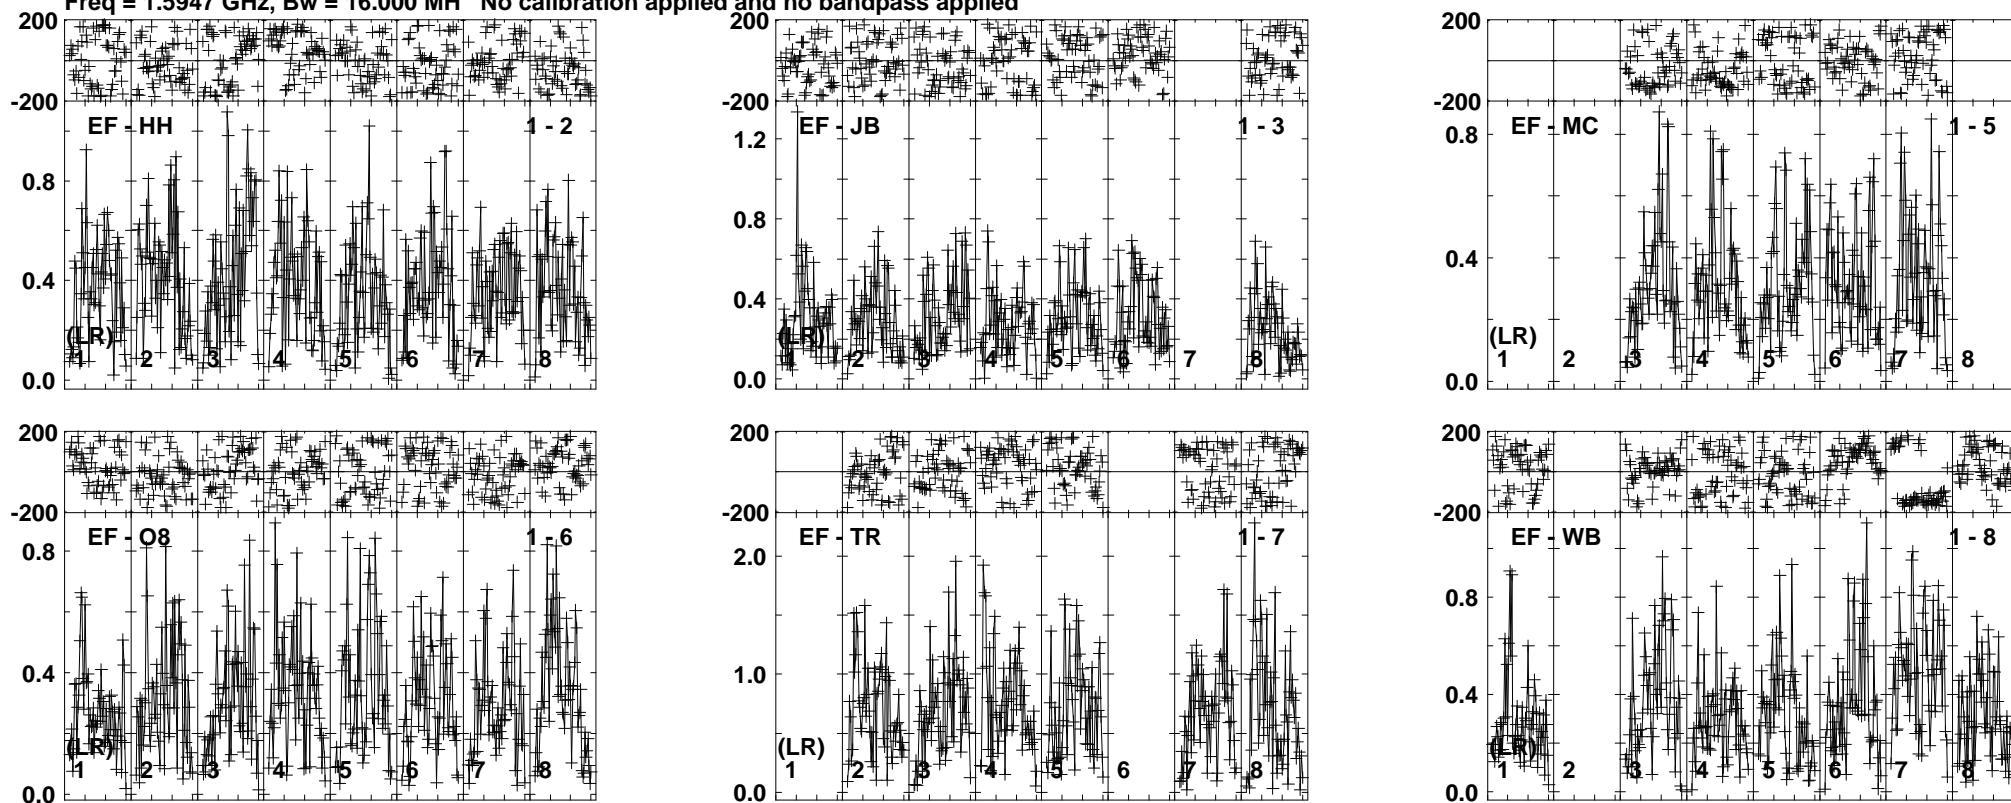 Freq = 1.5947 GHz, Bw = 16.000 MH No calibration applied and no bandpass applied
200
-200
EF - HH 1 - 2
0.8
0.4
(LR)
1 2 3 4 5 6 7 8
0.0
200
-200
EF - JB 1 - 3
1.2
0.8
0.4
(LR)
1 2 3 4 5 6 7 8
0.0
200
-200
EF - MC 1 - 5
0.8
0.4
(LR)
1 2 3 4 5 6 7 8
0.0
200
-200
EF - O8 1 - 6
0.8
0.4
(LR)
1 2 3 4 5 6 7 8
0.0
200
-200
EF - TR 1 - 7
2.0
1.0
(LR)
1 2 3 4 5 6 7 8
0.0
200
-200
EF - WB 1 - 8
0.8
0.4
(LR)
1 2 3 4 5 6 7 8
0.0